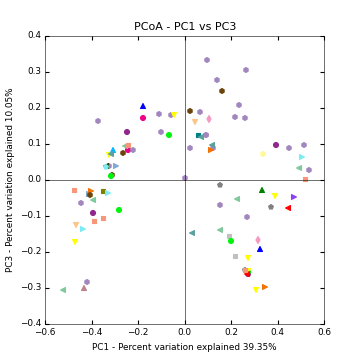 PCoA - PC1 vs PC3
0.4
0.3
0.2
0.1
0.0
−0.1
−0.2
−0.3
−0.4
PC3 - Percent variation explained 10.05%
−0.6 −0.4 −0.2 0.0 0.2 0.4 0.6
PC1 - Percent variation explained 39.35%